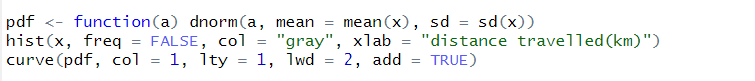 pdf <- function(a) dnorm(a, mean = mean(x), sd = sd(x))
hist(x, freq = FALSE, col = "gray", xlab = "distance travelled(km)")
curve(pdf, col = 1, lty = 1, lwd = 2, add = TRUE)